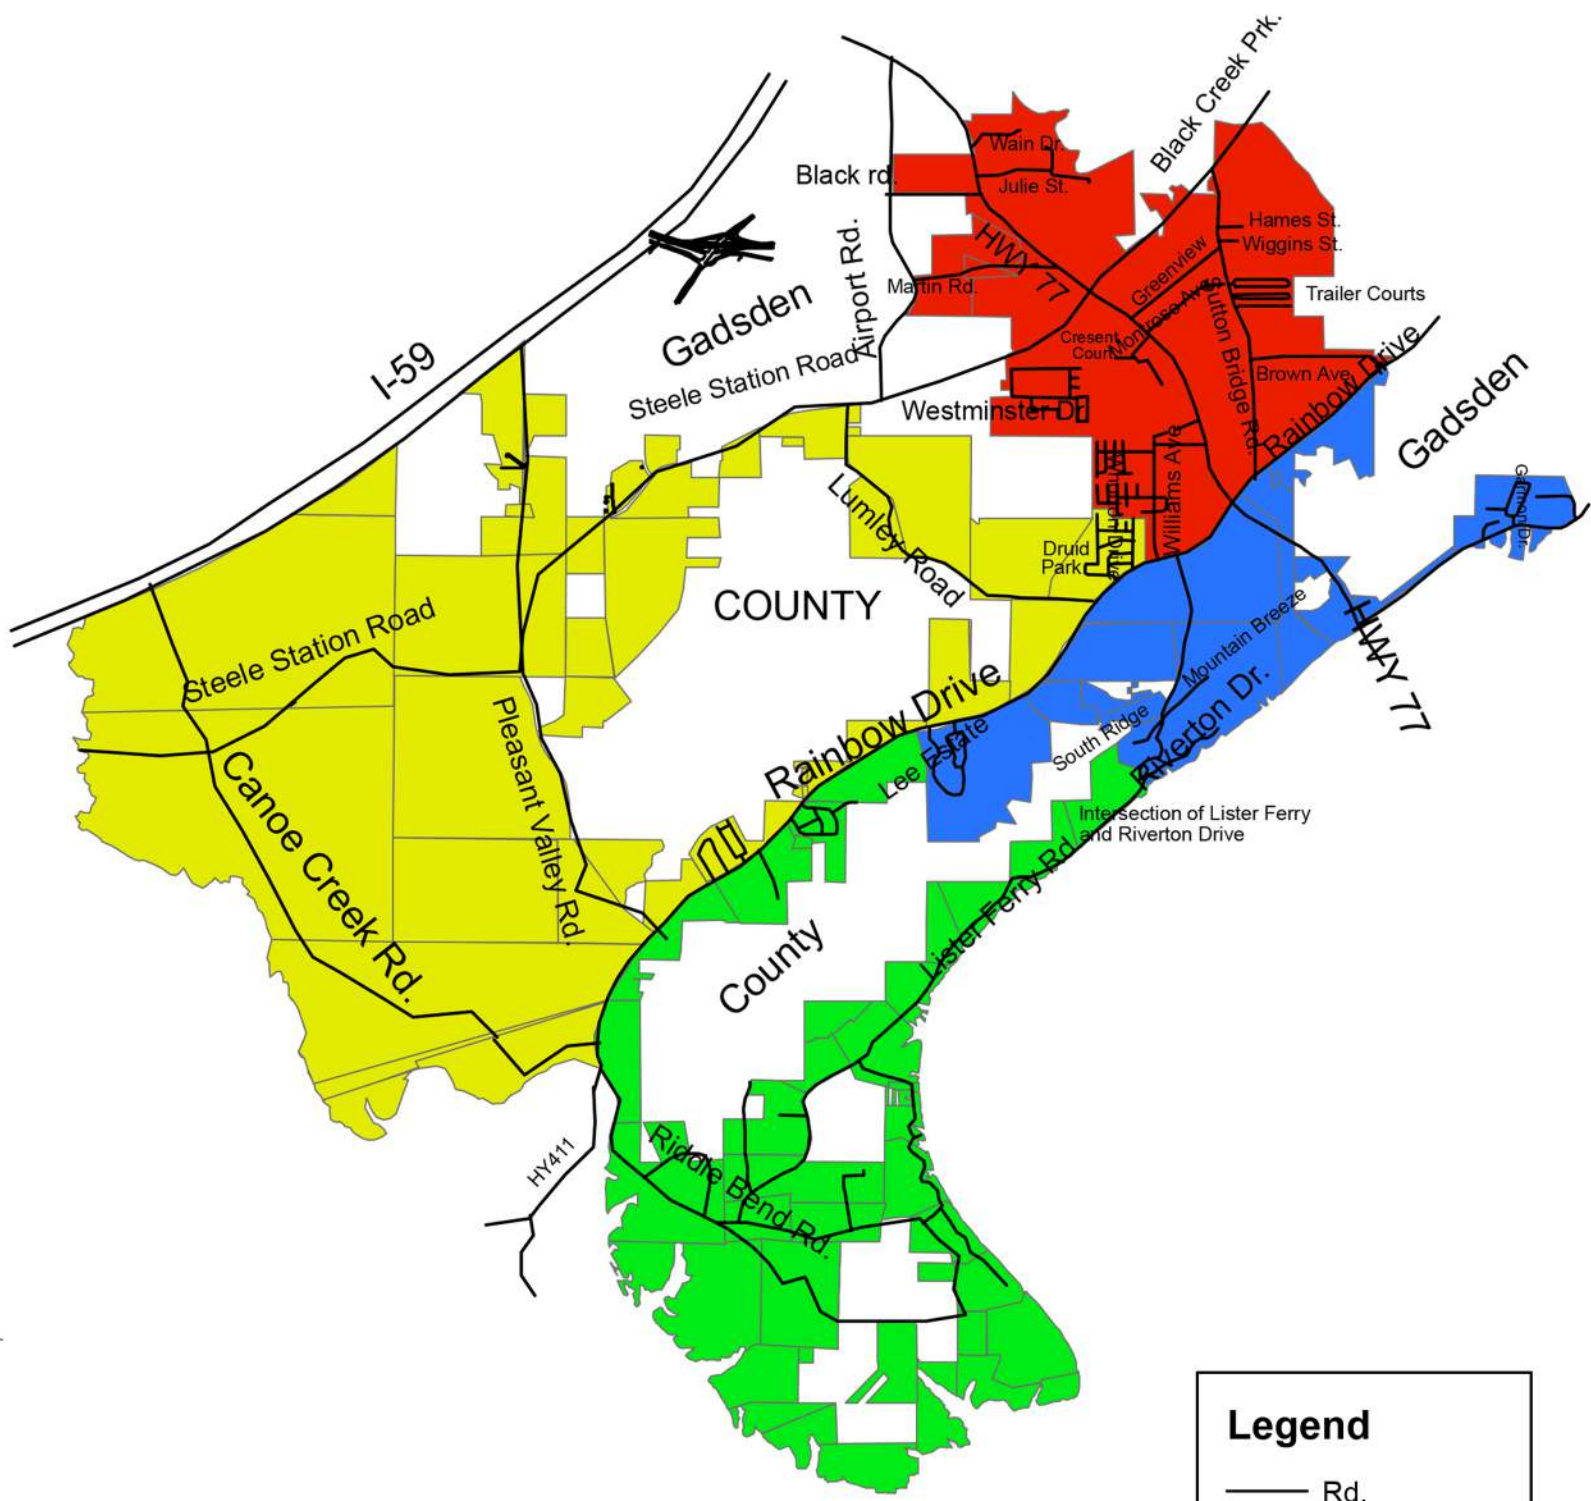 Black Creek Prk.
Wain Dr.
Black rd.
Julie St.
Hames St.
Wiggins St.
HWY 77
Airport Rd.
Greenview
Martin Rd.
Trailer Courts
Montrose Ave
Sutton Bridge Rd.
Gadsden
Cresent
Court
Rainbow Drive
I-59
Steele Station Road
Brown Ave
Gadsden
Westminster Dr
Williams Ave
Lumley Road
Druid
Park
Drive
COUNTY
Steele Station Road
Mountain Breeze
HWY 77
Pleasant Valley Rd.
Rainbow Drive
Riverton Dr.
South Ridge
Lee Estate
Canoe Creek Rd.
Intersection of Lister Ferry
and Riverton Drive
Lister Ferry Rd
County
HY411
Riddle Bend Rd.
Legend
Rd.